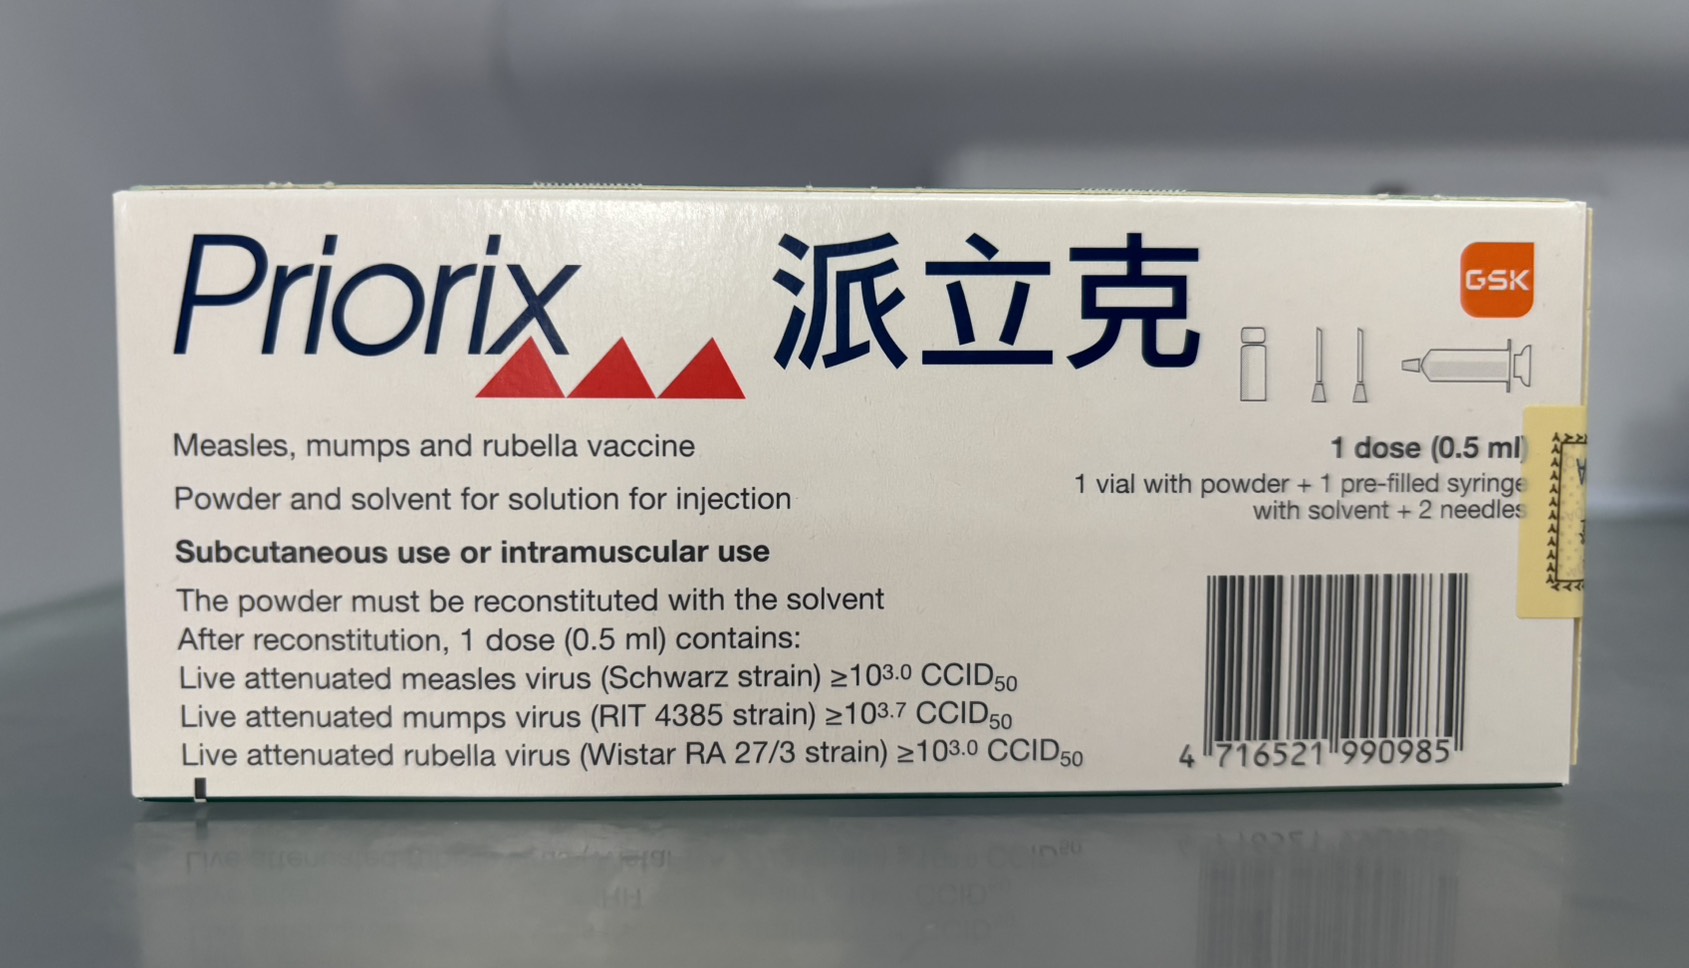 Priorix 派立克
GSK
Measles, mumps and rubella vaccine
Powder and solvent for solution for injection
Subcutaneous use or intramuscular use
The powder must be reconstituted with the solvent
After reconstitution, 1 dose (0.5 ml) contains:
Live attenuated measles virus (Schwarz strain) ≥10³·⁰ CCID₅₀
Live attenuated mumps virus (RIT 4385 strain) ≥10³·⁷ CCID₅₀
Live attenuated rubella virus (Wistar RA 27/3 strain) ≥10³·⁰ CCID₅₀
1 dose (0.5 ml)
1 vial with powder + 1 pre-filled syringe
with solvent + 2 needles
4 716521 990985